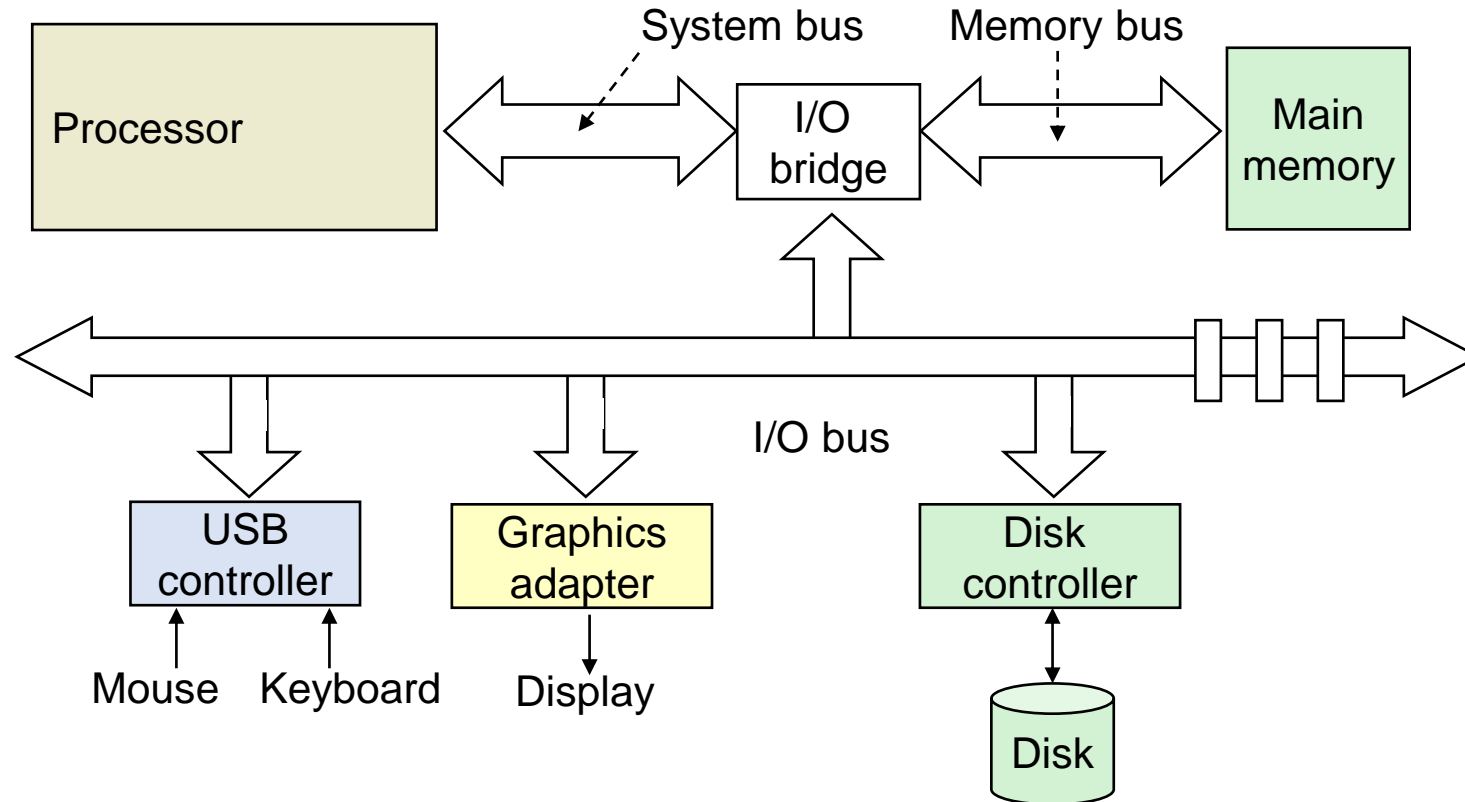 System bus
Memory bus
Processor
I/O
bridge
Main
memory
I/O bus
USB
controller
Graphics
adapter
Disk
controller
Mouse
Keyboard
Display
Disk